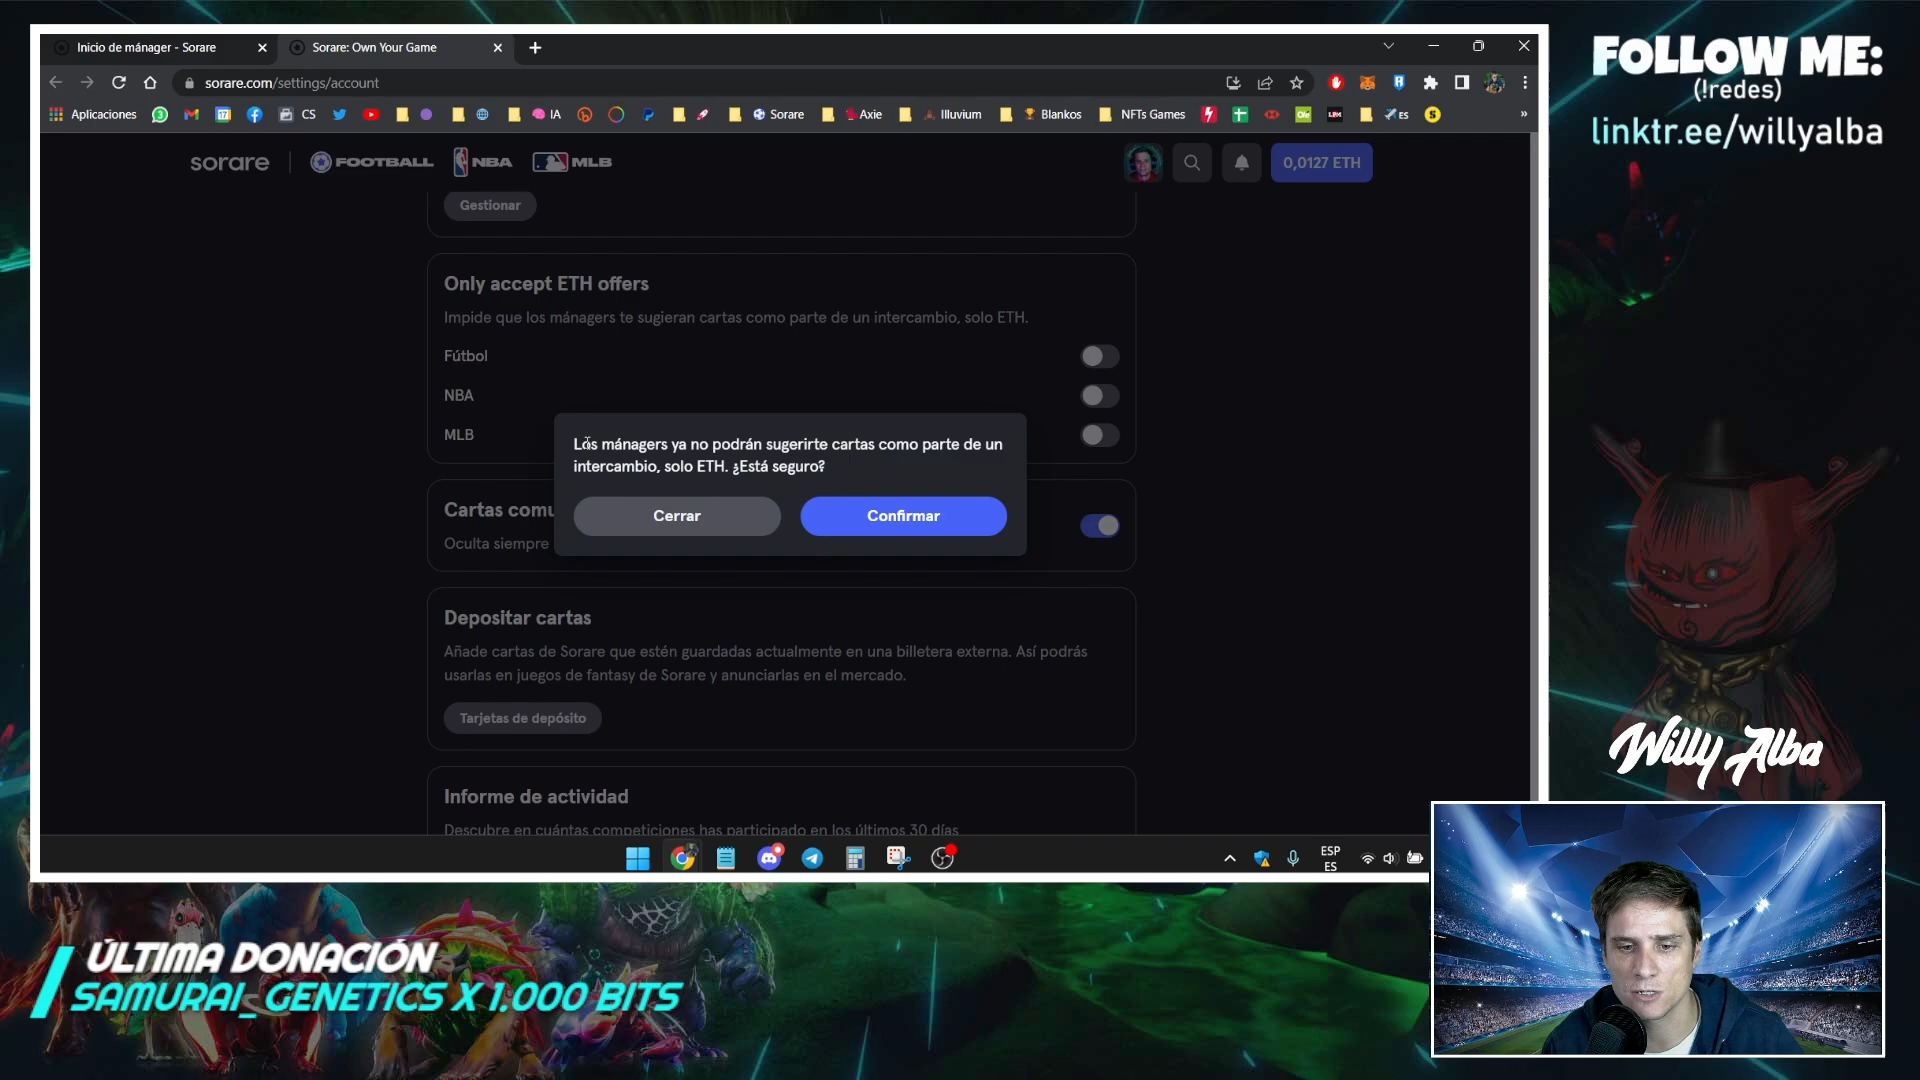 Inicio de mánager - Sorare
Sorare: Own Your Game
sorare.com/settings/account
Aplicaciones
3
17
CS
IA
Sorare
Axie
Illuvium
Blankos
NFTs Games
Ole
ES
»
sorare
FOOTBALL
NBA
MLB
0,0127 ETH
Gestionar
Only accept ETH offers
Impide que los mánagers te sugieran cartas como parte de un intercambio, solo ETH.
Fútbol
NBA
MLB
Los mánagers ya no podrán sugerirte cartas como parte de un
intercambio, solo ETH. ¿Está seguro?
Cerrar
Confirmar
Cartas comu
Oculta siempre
Depositar cartas
Añade cartas de Sorare que estén guardadas actualmente en una billetera externa. Así podrás
usarlas en juegos de fantasy de Sorare y anunciarlas en el mercado.
Tarjetas de depósito
Informe de actividad
Descubre en cuántas competiciones has participado en los últimos 30 días
ESP
ES
FOLLOW ME:
(!redes)
linktr.ee/willyalba
Willy Alba
ÚLTIMA DONACIÓN
SAMURAI_GENETICS X 1.000 BITS